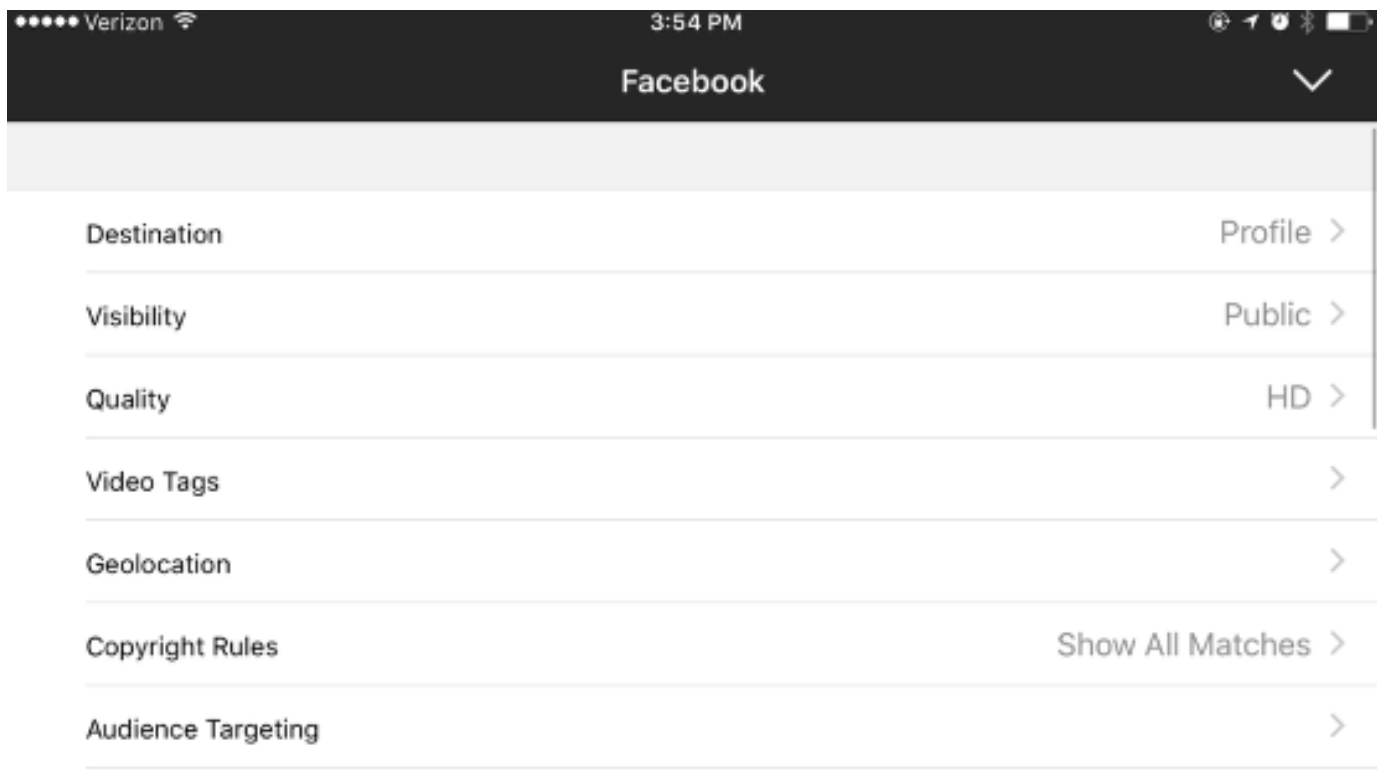 Verizon 3:54 PM
Facebook
Destination Profile
Visibility Public
Quality HD
Video Tags
Geolocation
Copyright Rules Show All Matches
Audience Targeting